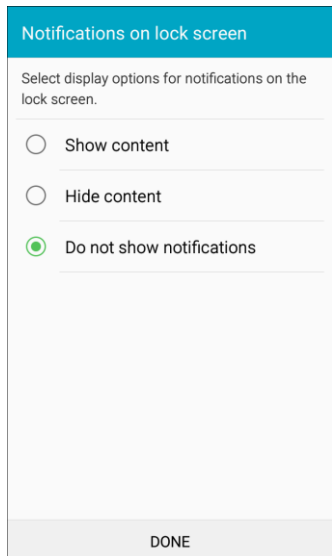 Notifications on lock screen
Select display options for notifications on the
lock screen.
Show content
Hide content
Do not show notifications
DONE